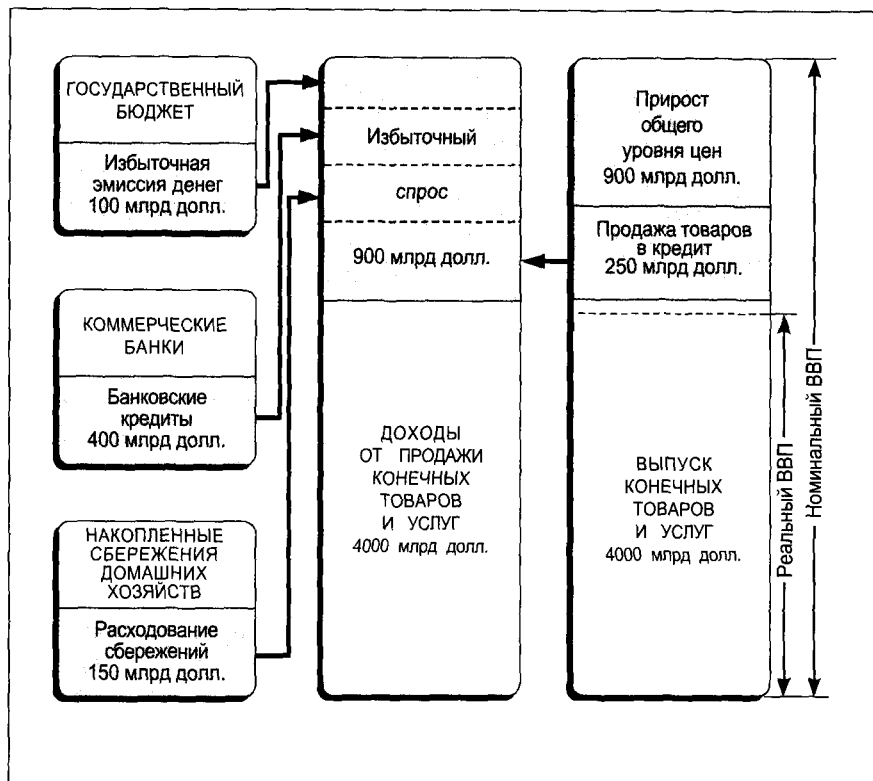 ГОСУДАРСТВЕННЫЙ
БЮДЖЕТ
Избыточная
эмиссия денег
100 млрд долл.
КОММЕРЧЕСКИЕ
БАНКИ
Банковские
кредиты
400 млрд долл.
НАКОПЛЕННЫЕ
СБЕРЕЖЕНИЯ
ДОМАШНИХ
ХОЗЯЙСТВ
Расходование
сбережений
150 млрд долл.
Избыточный
спрос
900 млрд долл.
ДОХОДЫ
ОТ ПРОДАЖИ
КОНЕЧНЫХ
ТОВАРОВ
И УСЛУГ
4000 млрд долл.
Прирост
общего
уровня цен
900 млрд долл.
Продажа товаров
в кредит
250 млрд долл.
ВЫПУСК
КОНЕЧНЫХ
ТОВАРОВ
И УСЛУГ
4000 млрд долл.
Реальный ВВП
Номинальный ВВП